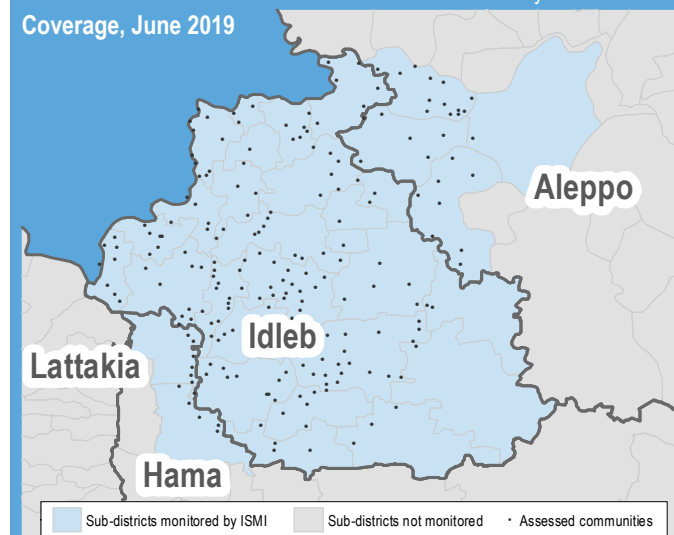 Coverage, June 2019
Aleppo
Idleb
Lattakia
Hama
Sub-districts monitored by ISMI
Sub-districts not monitored
Assessed communities